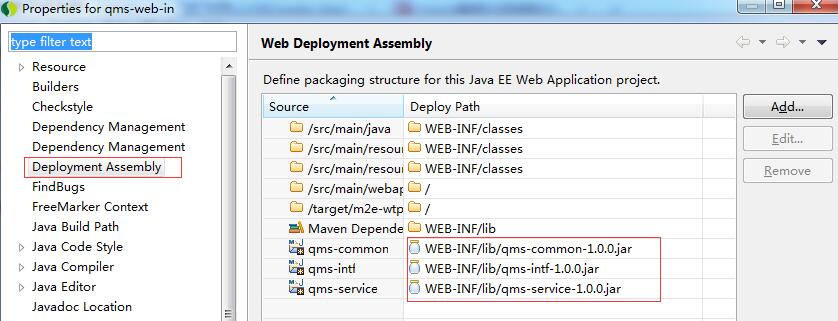 Properties for qms-web-in
type filter text
Resource
Builders
Checkstyle
Dependency Management
Dependency Management
Deployment Assembly
FindBugs
FreeMarker Context
Java Build Path
Java Code Style
Java Compiler
Java Editor
Javadoc Location
Web Deployment Assembly
Define packaging structure for this Java EE Web Application project.
Source Deploy Path
/src/main/java WEB-INF/classes
/src/main/resou WEB-INF/classes
/src/main/resou WEB-INF/classes
/src/main/webap /
/target/m2e-wtp /
Maven Depende WEB-INF/lib
qms-common WEB-INF/lib/qms-common-1.0.0.jar
qms-intf WEB-INF/lib/qms-intf-1.0.0.jar
qms-service WEB-INF/lib/qms-service-1.0.0.jar
Add...
Edit...
Remove